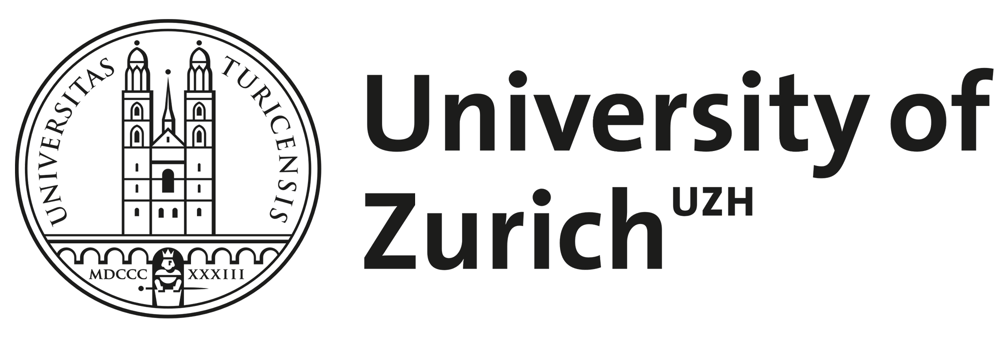 UNIVERSITAS TURICENSIS
MDCCC XXXIII
University of
Zurich UZH